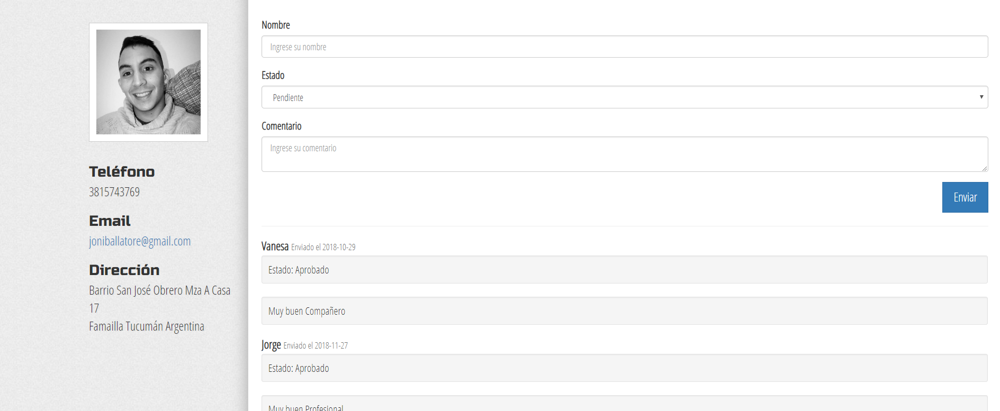 Teléfono
3815743769
Email
joniballatore@gmail.com
Dirección
Barrio San José Obrero Mza A Casa
17
Famailla Tucumán Argentina
Nombre
Ingrese su nombre
Estado
Pendiente
Comentario
Ingrese su comentario
Enviar
Vanesa Enviado el 2018-10-29
Estado: Aprobado
Muy buen Compañero
Jorge Enviado el 2018-11-27
Estado: Aprobado
Muy buen Profesional